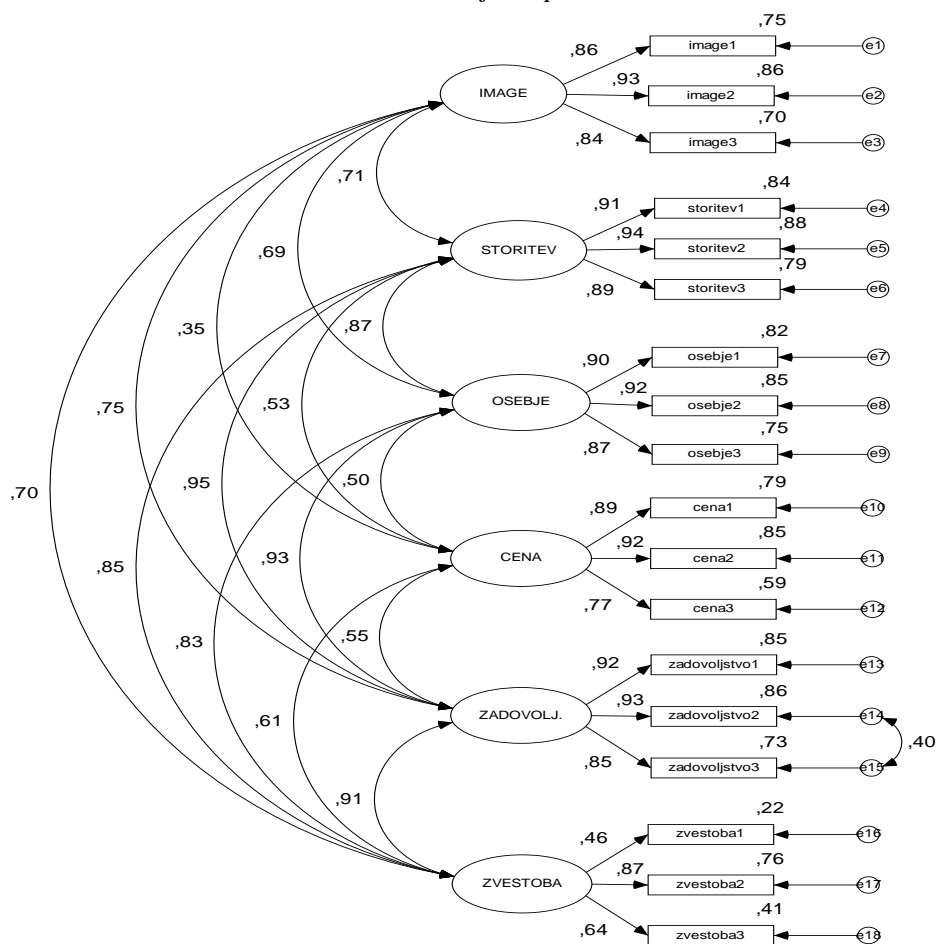 ,75
,86 image1 e1
,86
IMAGE ,93 image2 e2
,70
,84 image3 e3
,71
,84
,91 storitev1 e4
,88
STORITEV ,94 storitev2 e5
,69 ,79
,89 storitev3 e6
,35 ,87
,82
,90 osebje1 e7
,85
OSEBJE ,92 osebje2 e8
,75 ,53
,75
,87 osebje3 e9
,70 ,95 ,50
,79
,89 cena1 e10
,85
CENA ,92 cena2 e11
,85 ,93
,59
,77 cena3 e12
,83 ,55
,85
,92 zadovoljstvo1 e13
,86
ZADOVOLJ. ,93 zadovoljstvo2 e14
,61
,73 ,40
,85 zadovoljstvo3 e15
,91
,22
,46 zvestoba1 e16
,76
ZVESTOBA ,87 zvestoba2 e17
,41
,64 zvestoba3 e18